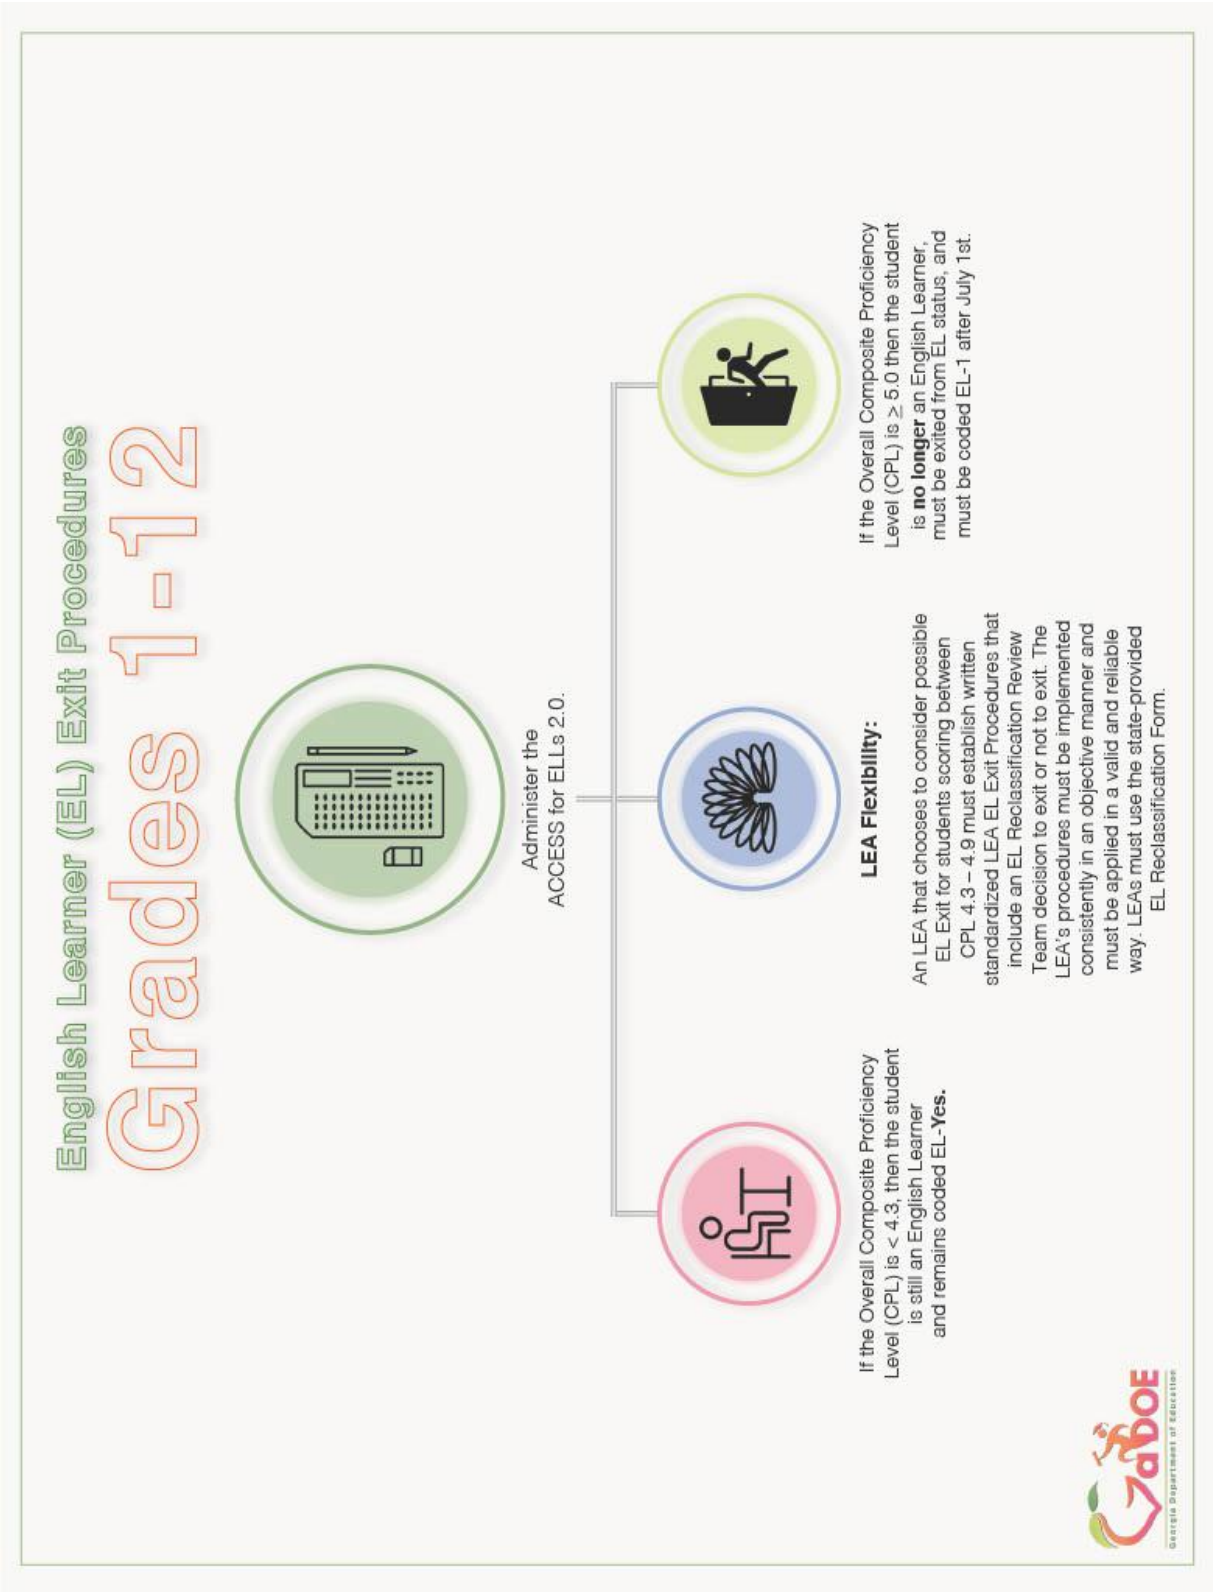 English Learner (EL) Exit Procedures
Grades 1-12
Administer the
ACCESS for ELLs 2.0.
If the Overall Composite Proficiency
Level (CPL) is < 4.3, then the student
is still an English Learner
and remains coded EL-Yes.
LEA Flexibility:
An LEA that chooses to consider possible
EL Exit for students scoring between
CPL 4.3 – 4.9 must establish written
standardized LEA EL Exit Procedures that
include an EL Reclassification Review
Team decision to exit or not to exit. The
LEA's procedures must be implemented
consistently in an objective manner and
must be applied in a valid and reliable
way. LEAs must use the state-provided
EL Reclassification Form.
If the Overall Composite Proficiency
Level (CPL) is ≥ 5.0 then the student
is no longer an English Learner,
must be exited from EL status, and
must be coded EL-1 after July 1st.
GaDOE
Georgia Department of Education